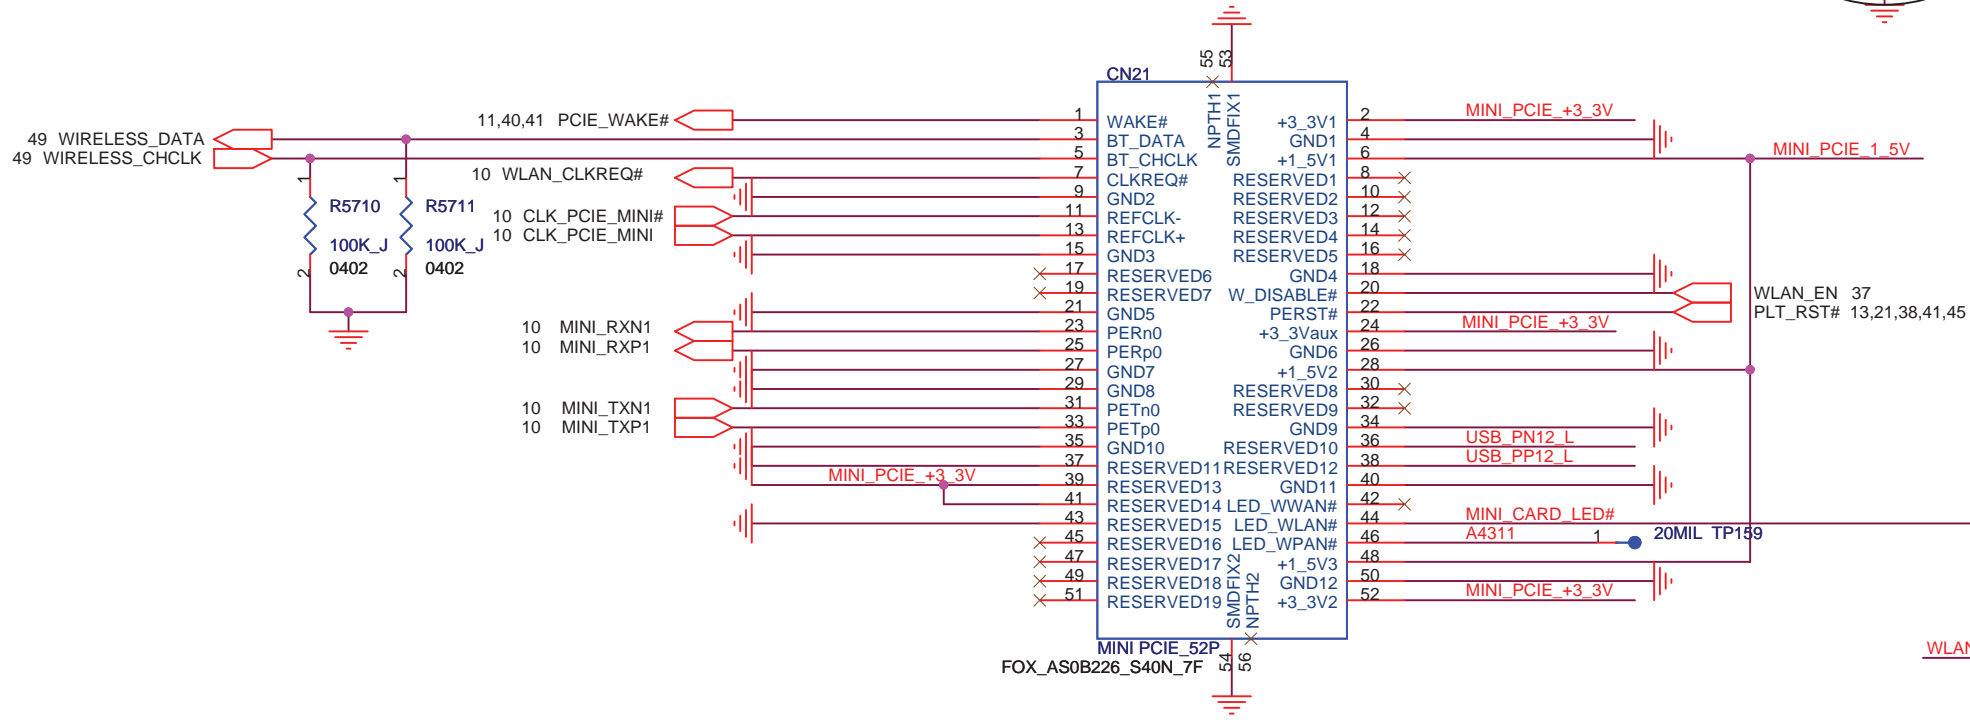 55
53
CN21
NPTH1
SMDFIX1
11,40,41 PCIE_WAKE# 1 WAKE# +3_3V1 2 MINI_PCIE_+3_3V
49 WIRELESS_DATA 3 BT_DATA GND1 4
49 WIRELESS_CHCLK 5 BT_CHCLK +1_5V1 6 MINI_PCIE_1_5V
10 WLAN_CLKREQ# 7 CLKREQ# RESERVED1 8
1 1 9 GND2 RESERVED2 10
R5710 R5711 10 CLK_PCIE_MINI# 11 REFCLK- RESERVED3 12
10 CLK_PCIE_MINI 13 REFCLK+ RESERVED4 14
100K_J 100K_J 15 GND3 RESERVED5 16
0402 0402
2 2 17 RESERVED6 GND4 18
19 RESERVED7 W_DISABLE# 20 WLAN_EN 37
21 GND5 PERST# 22 PLT_RST# 13,21,38,41,45
10 MINI_RXN1 23 PERn0 +3_3Vaux 24 MINI_PCIE_+3_3V
10 MINI_RXP1 25 PERp0 GND6 26
27 GND7 +1_5V2 28
29 GND8 RESERVED8 30
10 MINI_TXN1 31 PETn0 RESERVED9 32
10 MINI_TXP1 33 PETp0 GND9 34
35 GND10 RESERVED10 36 USB_PN12_L
37 RESERVED11 RESERVED12 38 USB_PP12_L
MINI_PCIE_+3_3V 39 RESERVED13 GND11 40
41 RESERVED14 LED_WWAN# 42
43 RESERVED15 LED_WLAN# 44 MINI_CARD_LED#
45 RESERVED16 LED_WPAN# 46 A4311 1 20MIL TP159
47 RESERVED17 +1_5V3 48
49 RESERVED18 GND12 50
51 RESERVED19 +3_3V2 52 MINI_PCIE_+3_3V
SMDFIX2
NPTH2
MINI PCIE_52P
FOX_AS0B226_S40N_7F
54
56
WLAN